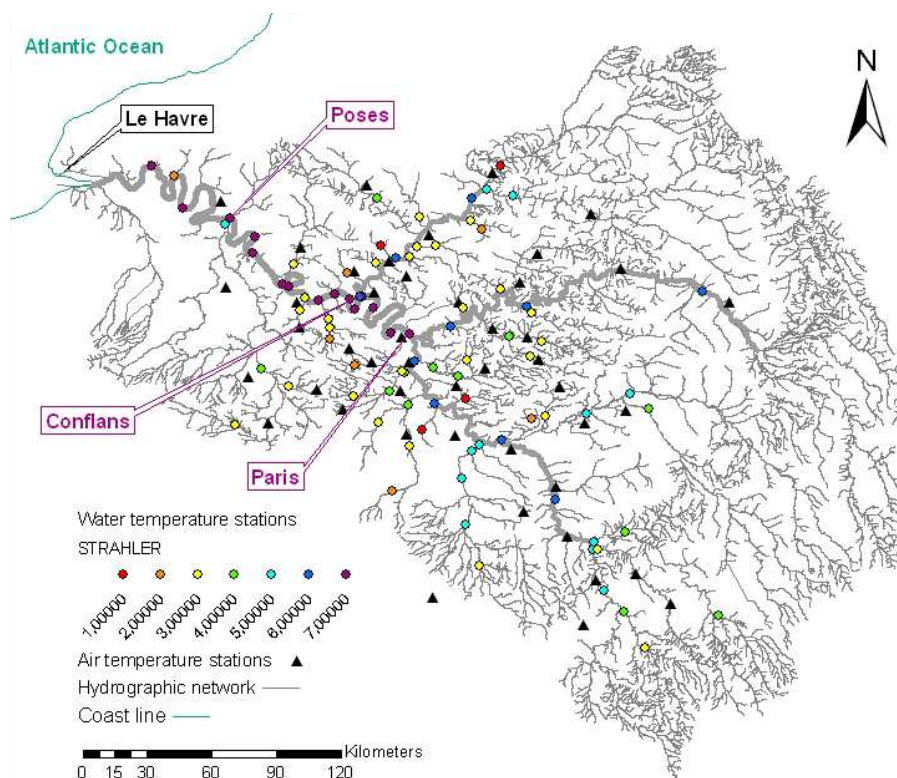 Atlantic Ocean
N
Le Havre
Poses
Conflans
Paris
Water temperature stations
STRAHLER
1,00000
2,00000
3,00000
4,00000
5,00000
6,00000
7,00000
Air temperature stations
Hydrographic network
Coast line
Kilometers
0 15 30 60 90 120